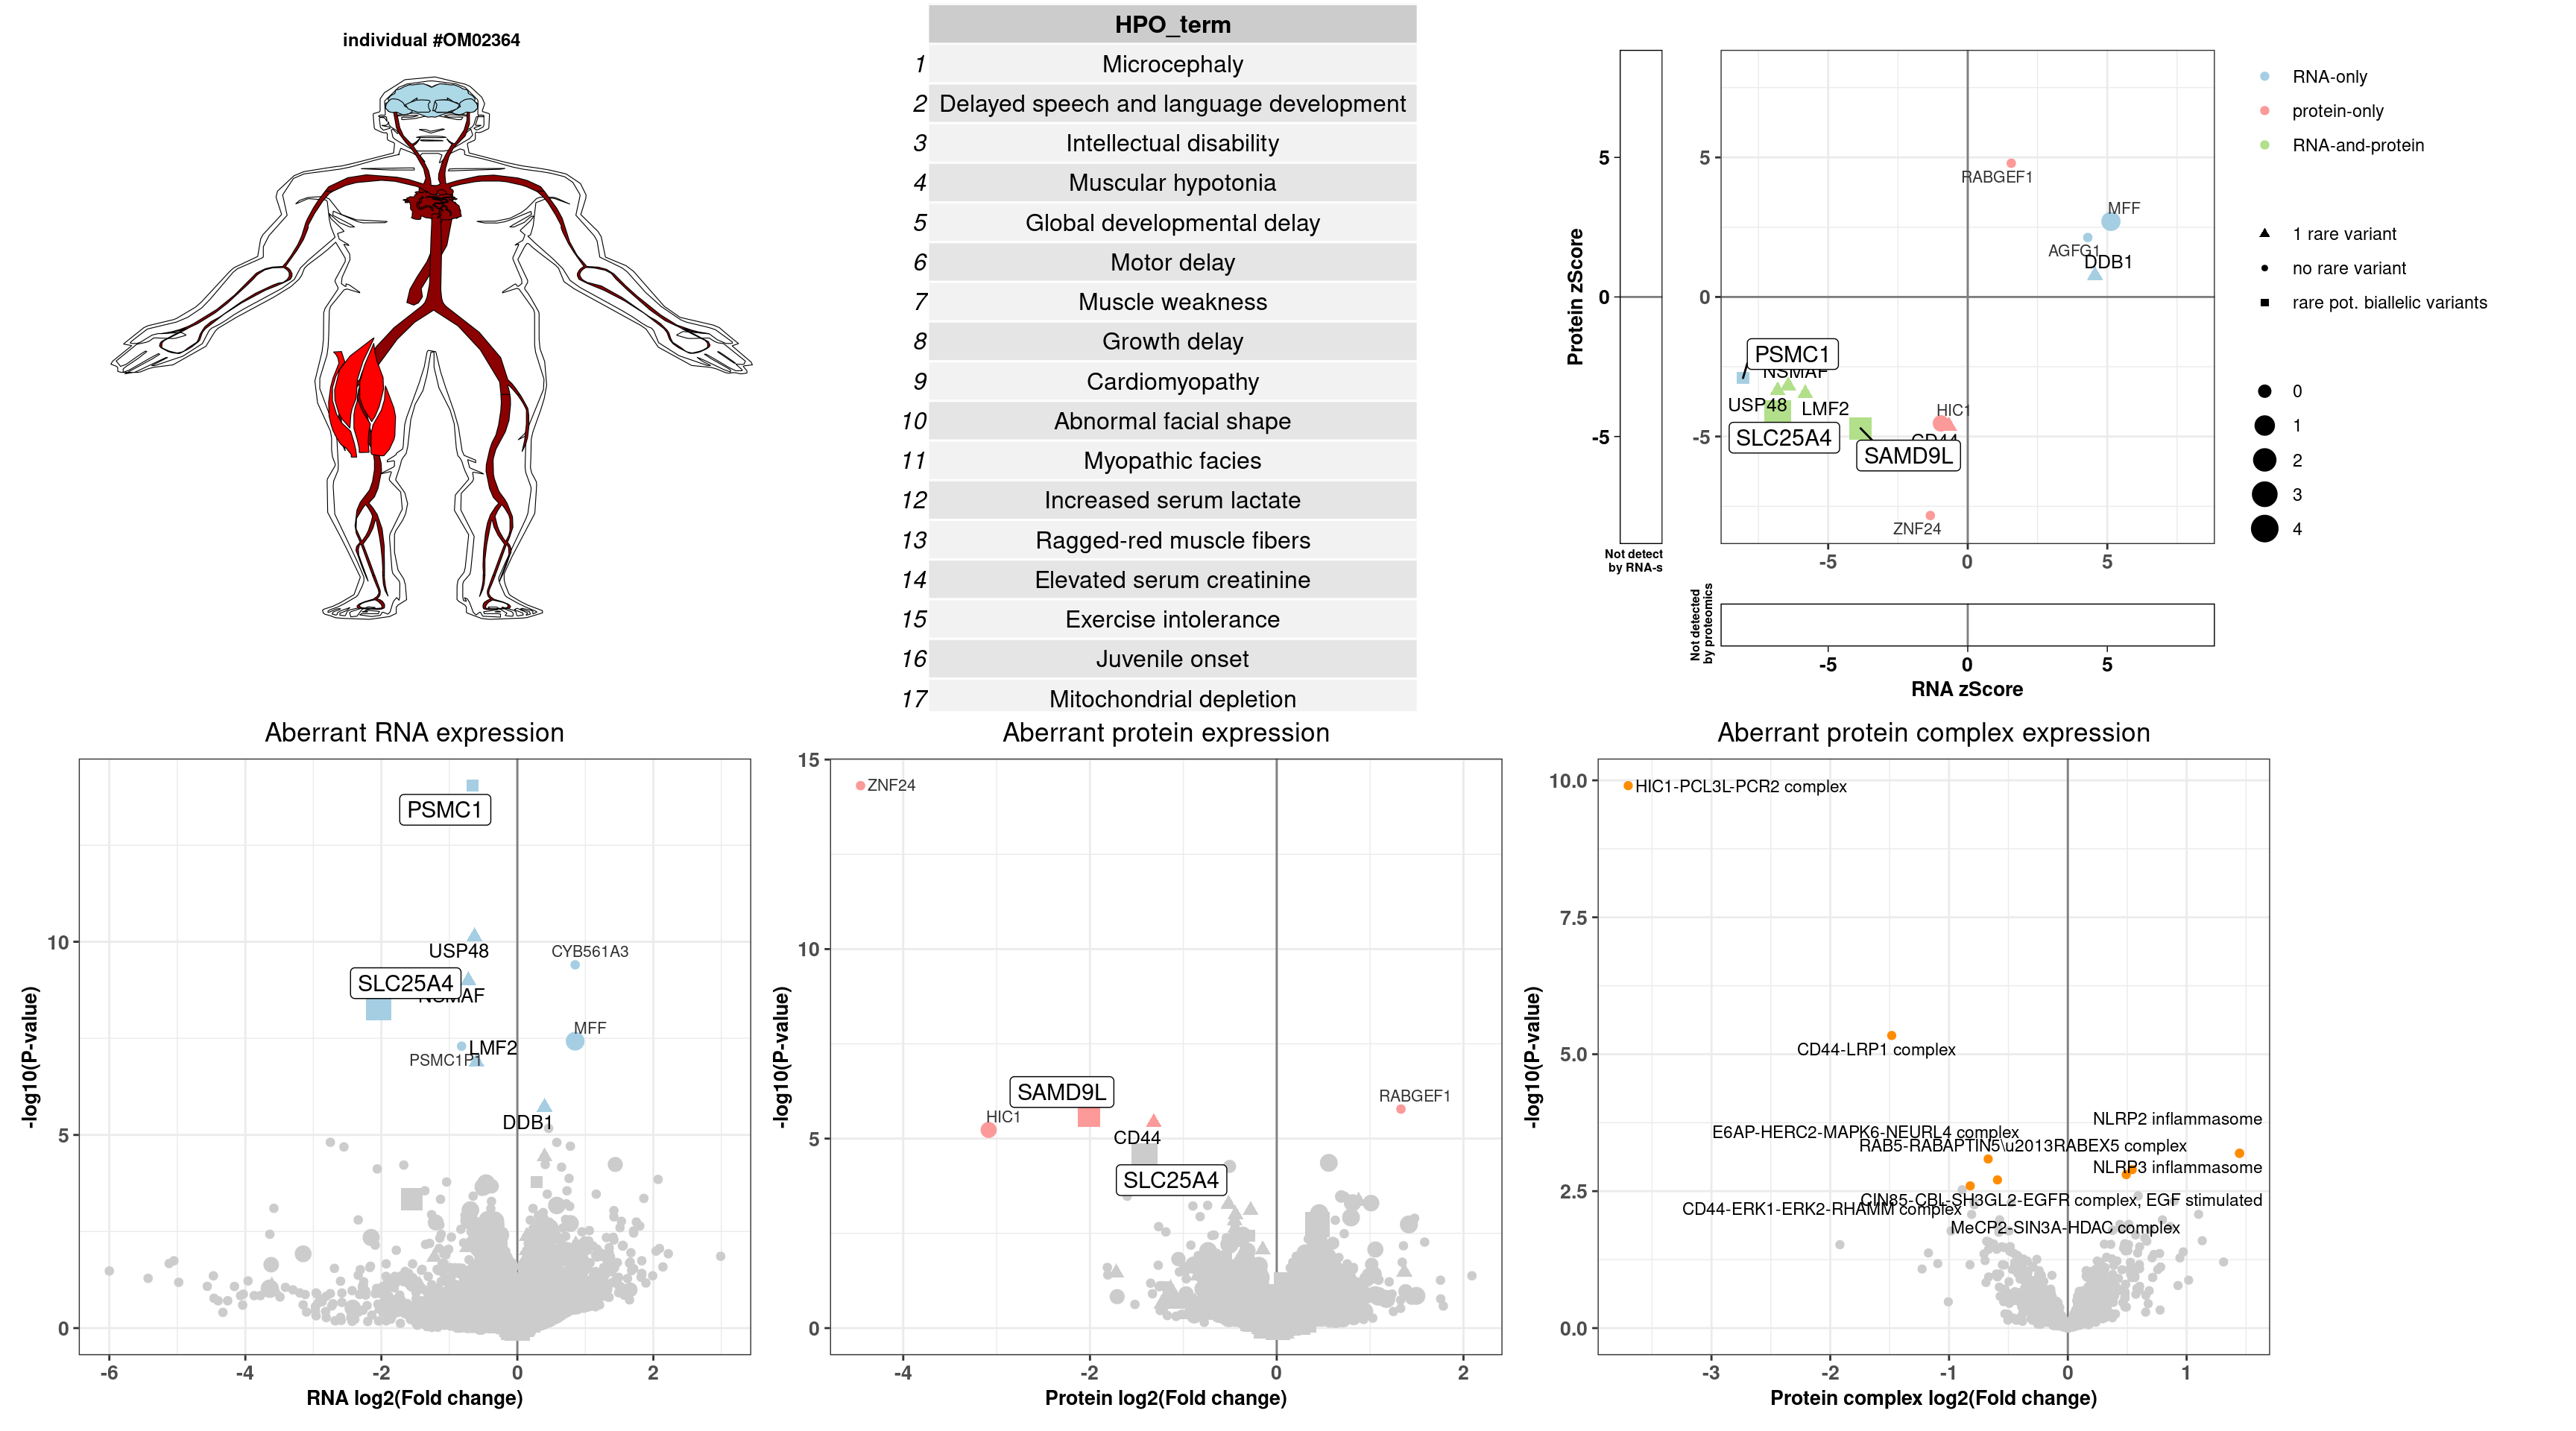 individual #OM02364
HPO_term
1 Microcephaly
2 Delayed speech and language development
3 Intellectual disability
4 Muscular hypotonia
5 Global developmental delay
6 Motor delay
7 Muscle weakness
8 Growth delay
9 Cardiomyopathy
10 Abnormal facial shape
11 Myopathic facies
12 Increased serum lactate
13 Ragged-red muscle fibers
14 Elevated serum creatinine
15 Exercise intolerance
16 Juvenile onset
17 Mitochondrial depletion
Protein zScore
5
0
-5
Not detect
by RNA-s
5
0
-5
RABGEF1
MFF
AGFG1
DDB1
PSMC1
NSMAF
USP48
LMF2
SLC25A4
HIC1
CD44
SAMD9L
ZNF24
-5 0 5
Not detected
by proteomics
-5 0 5
RNA zScore
RNA-only
protein-only
RNA-and-protein
1 rare variant
no rare variant
rare pot. biallelic variants
0
1
2
3
4
Aberrant RNA expression
-log10(P-value)
10
5
0
PSMC1
USP48
CYB561A3
SLC25A4
NSMAF
MFF
LMF2
PSMC1P1
DDB1
-6 -4 -2 0 2
RNA log2(Fold change)
Aberrant protein expression
-log10(P-value)
15
10
5
0
ZNF24
SAMD9L
RABGEF1
HIC1
CD44
SLC25A4
-4 -2 0 2
Protein log2(Fold change)
Aberrant protein complex expression
-log10(P-value)
10.0
7.5
5.0
2.5
0.0
HIC1-PCL3L-PCR2 complex
CD44-LRP1 complex
NLRP2 inflammasome
E6AP-HERC2-MAPK6-NEURL4 complex
RAB5-RABAPTIN5\u2013RABEX5 complex
NLRP3 inflammasome
CIN85-CBL-SH3GL2-EGFR complex, EGF stimulated
CD44-ERK1-ERK2-RHAMM complex
MeCP2-SIN3A-HDAC complex
-3 -2 -1 0 1
Protein complex log2(Fold change)